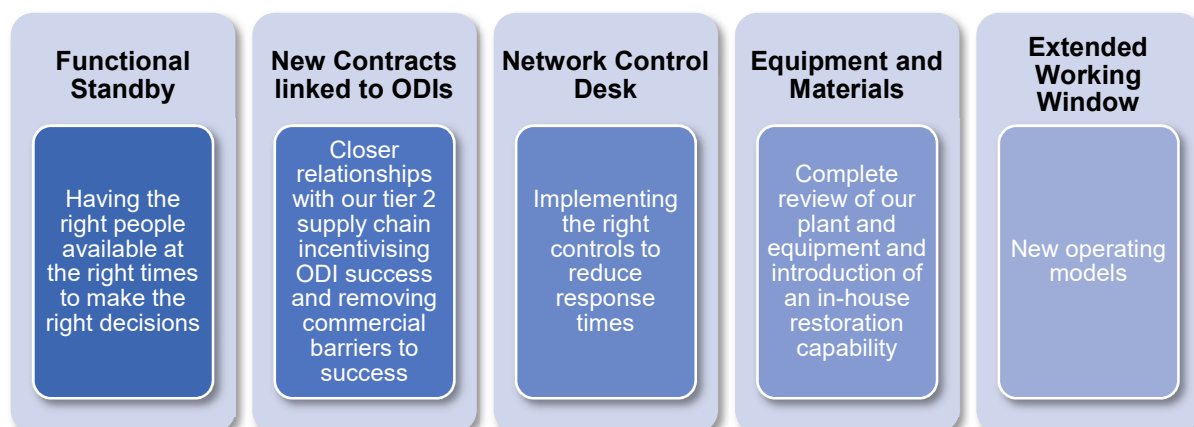 Functional
Standby
Having the
right people
available at
the right times
to make the
right decisions
New Contracts
linked to ODIs
Closer
relationships
with our tier 2
supply chain
incentivising
ODI success
and removing
commercial
barriers to
success
Network Control
Desk
Implementing
the right
controls to
reduce
response
times
Equipment and
Materials
Complete
review of our
plant and
equipment and
introduction of
an in-house
restoration
capability
Extended
Working
Window
New operating
models